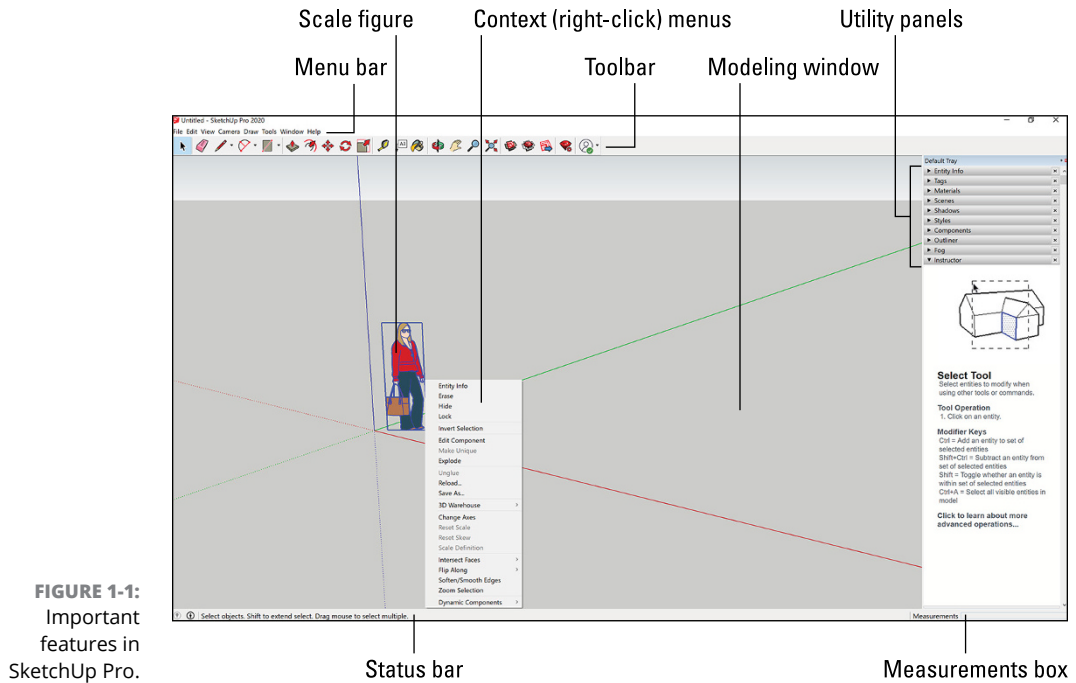 Scale figure
Context (right-click) menus
Utility panels
Menu bar
Toolbar
Modeling window
Untitled - SketchUp Pro 2020
File Edit View Camera Draw Tools Window Help
Default Tray
Entity Info
Tags
Materials
Scenes
Shadows
Styles
Components
Outliner
Fog
Instructor
Select Tool
Select entities to modify when
using other tools or commands.
Tool Operation
1. Click on an entity.
Modifier Keys
Ctrl = Add an entity to set of
selected entities
Shift+Ctrl = Subtract an entity from
set of selected entities
Shift = Toggle whether an entity is
within set of selected entities
Ctrl+A = Select all visible entities in
model
Click to learn about more
advanced operations...
Entity Info
Erase
Hide
Lock
Invert Selection
Edit Component
Make Unique
Explode
Unglue
Reload...
Save As...
3D Warehouse
Change Axes
Reset Scale
Reset Skew
Scale Definition
Intersect Faces
Flip Along
Soften/Smooth Edges
Zoom Selection
Dynamic Components
Select objects. Shift to extend select. Drag mouse to select multiple.
Measurements
Status bar
Measurements box
FIGURE 1-1:
Important
features in
SketchUp Pro.